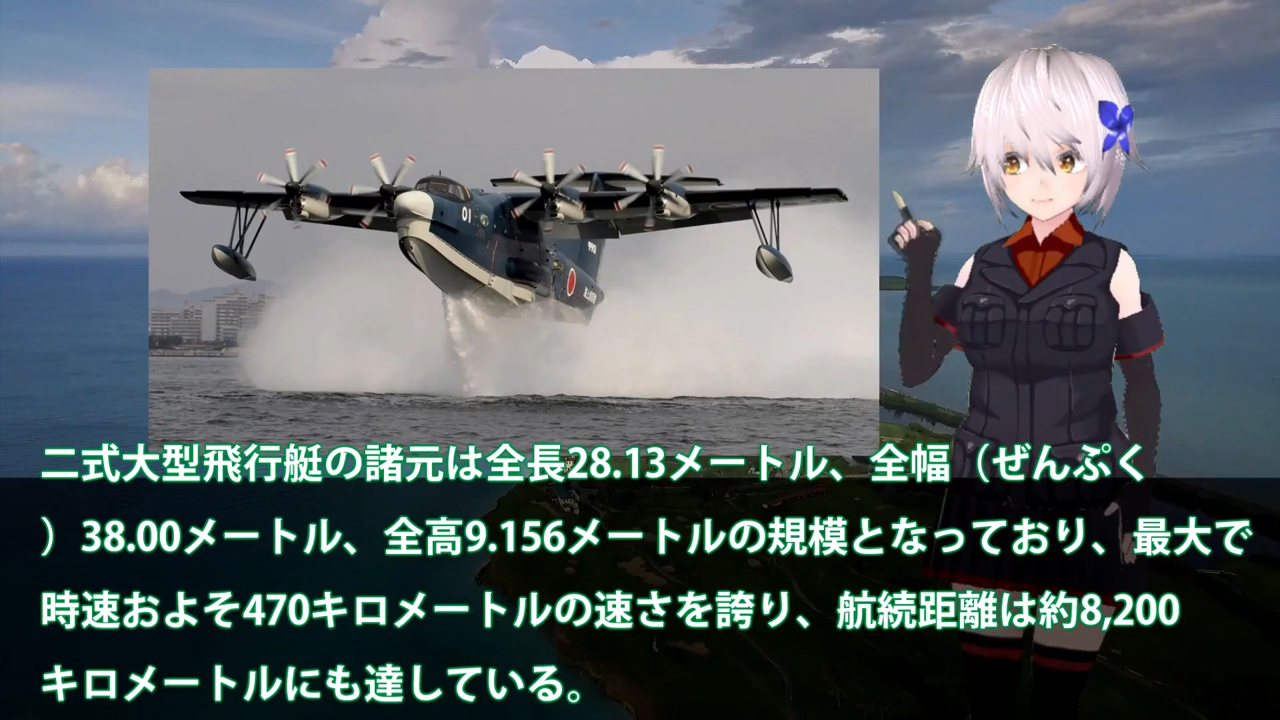 01
二式大型飛行艇の諸元は全長28.13メートル、全幅（ぜんぷく
）38.00メートル、全高9.156メートルの規模となっており、最大で
時速およそ470キロメートルの速さを誇り、航続距離は約8,200
キロメートルにも達している。